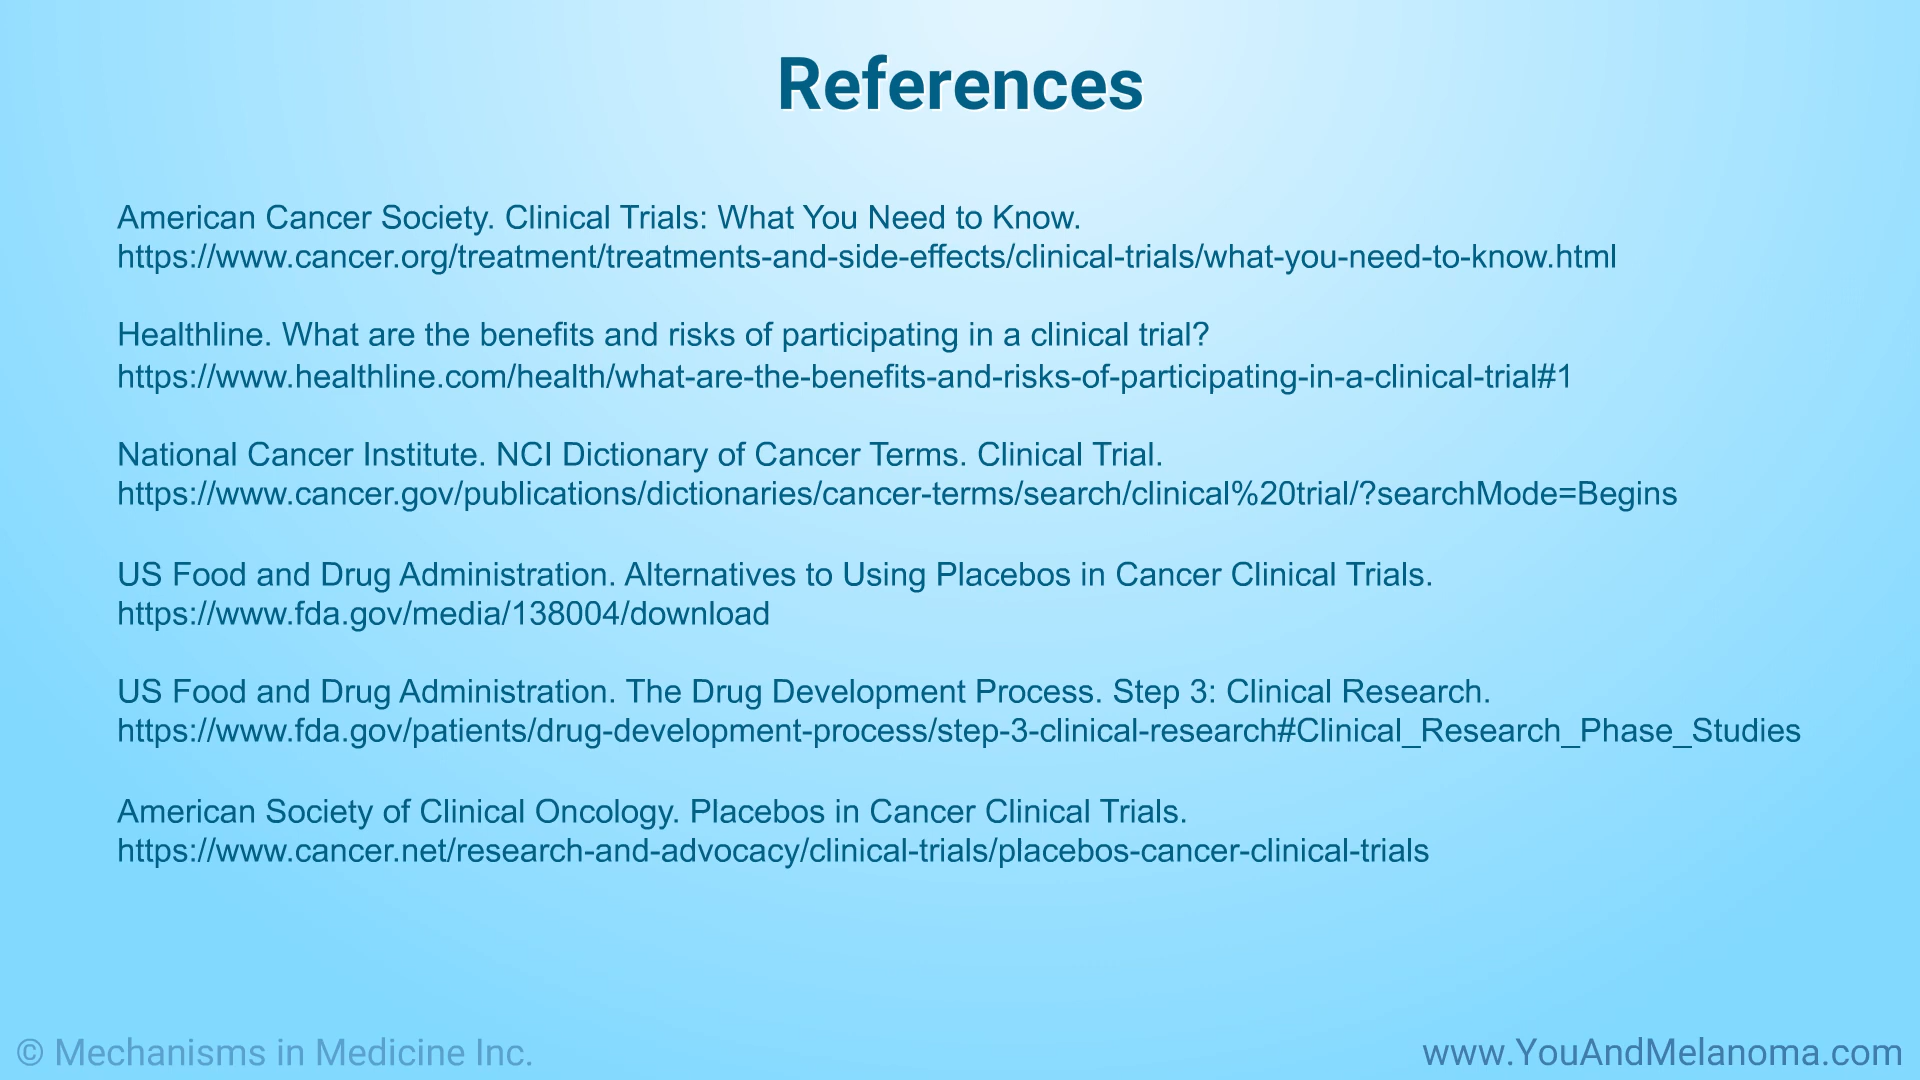 References
American Cancer Society. Clinical Trials: What You Need to Know.
https://www.cancer.org/treatment/treatments-and-side-effects/clinical-trials/what-you-need-to-know.html
Healthline. What are the benefits and risks of participating in a clinical trial?
https://www.healthline.com/health/what-are-the-benefits-and-risks-of-participating-in-a-clinical-trial#1
National Cancer Institute. NCI Dictionary of Cancer Terms. Clinical Trial.
https://www.cancer.gov/publications/dictionaries/cancer-terms/search/clinical%20trial/?searchMode=Begins
US Food and Drug Administration. Alternatives to Using Placebos in Cancer Clinical Trials.
https://www.fda.gov/media/138004/download
US Food and Drug Administration. The Drug Development Process. Step 3: Clinical Research.
https://www.fda.gov/patients/drug-development-process/step-3-clinical-research#Clinical_Research_Phase_Studies
American Society of Clinical Oncology. Placebos in Cancer Clinical Trials.
https://www.cancer.net/research-and-advocacy/clinical-trials/placebos-cancer-clinical-trials
© Mechanisms in Medicine Inc.
www.YouAndMelanoma.com